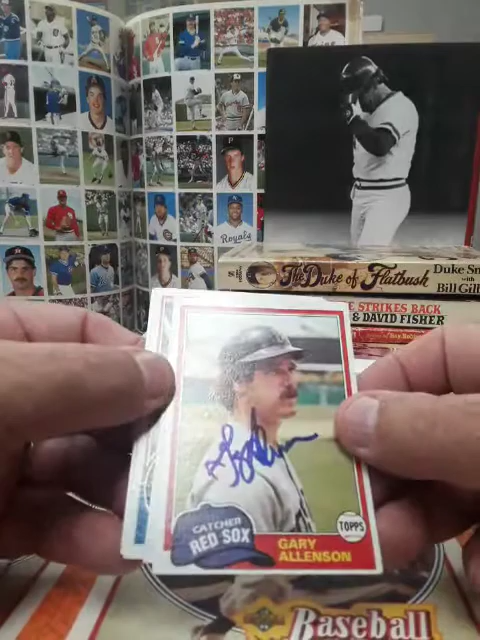 Royals
The Duke of Flatbush
Duke Sn
with
Bill Gil
E STRIKES BACK
& DAVID FISHER
CATCHER
RED SOX
GARY
ALLENSON
TOPPS
Baseball